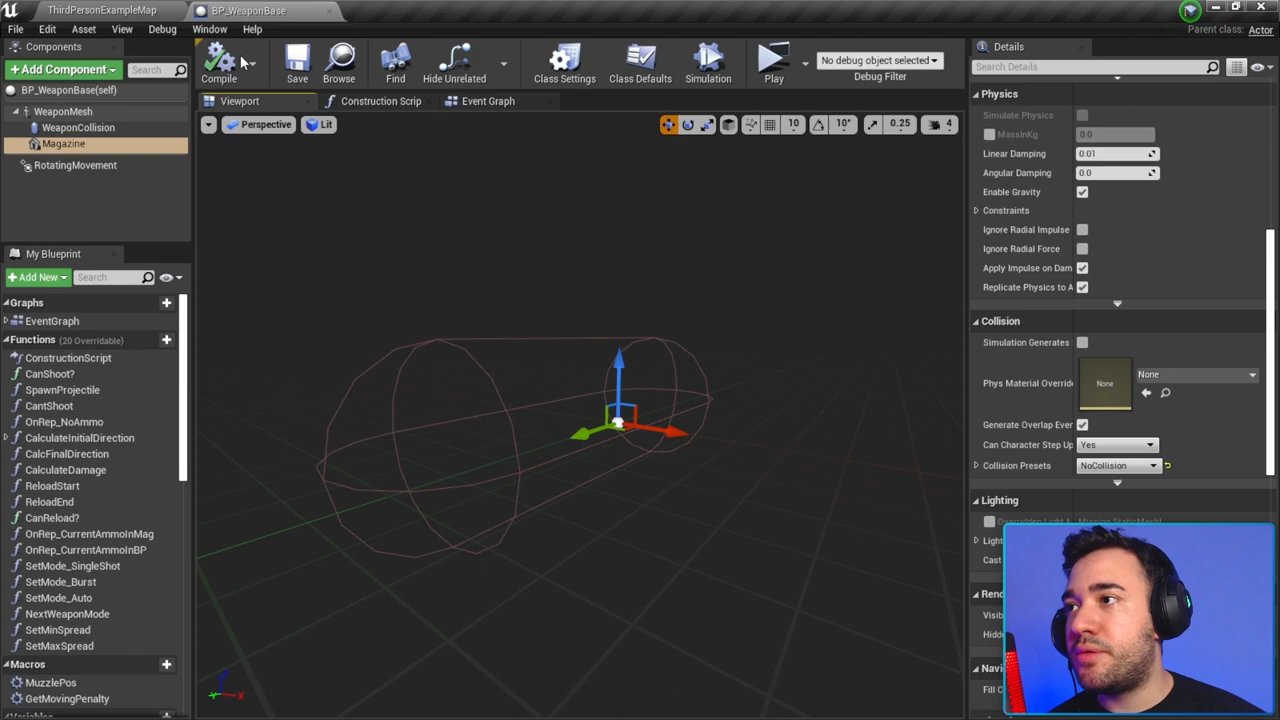 ThirdPersonExampleMap
BP_WeaponBase
File Edit Asset View Debug Window Help
Parent class: Actor
Components
+ Add Component
Search
BP_WeaponBase(self)
WeaponMesh
WeaponCollision
Magazine
RotatingMovement
Compile
Save
Browse
Find
Hide Unrelated
Class Settings
Class Defaults
Simulation
Play
No debug object selected
Debug Filter
Viewport
Construction Scrip
Event Graph
Perspective
Lit
10
10°
0.25
4
My Blueprint
+Add New
Search
Graphs
EventGraph
Functions (20 Overridable)
ConstructionScript
CanShoot?
SpawnProjectile
CantShoot
OnRep_NoAmmo
CalculateInitialDirection
CalcFinalDirection
CalculateDamage
ReloadStart
ReloadEnd
CanReload?
OnRep_CurrentAmmoInMag
OnRep_CurrentAmmoInBP
SetMode_SingleShot
SetMode_Burst
SetMode_Auto
NextWeaponMode
SetMinSpread
SetMaxSpread
Macros
MuzzlePos
GetMovingPenalty
Details
Search Details
Physics
Simulate Physics
MassInKg 0.0
Linear Damping 0.01
Angular Damping 0.0
Enable Gravity
Constraints
Ignore Radial Impulse
Ignore Radial Force
Apply Impulse on Dam
Replicate Physics to A
Collision
Simulation Generates
Phys Material Override
None
None
Generate Overlap Ever
Can Character Step Up Yes
Collision Presets NoCollision
Lighting
Ligh
Cast
Ren
Visib
Hidd
Navi
Fill C
Z
X